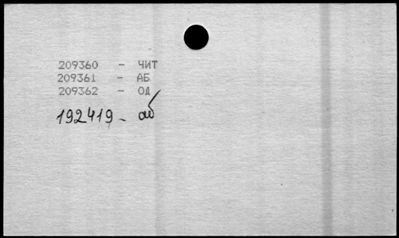 209360 - ЧИТ
209361 - АБ
209362 - ОД
192419 - аб